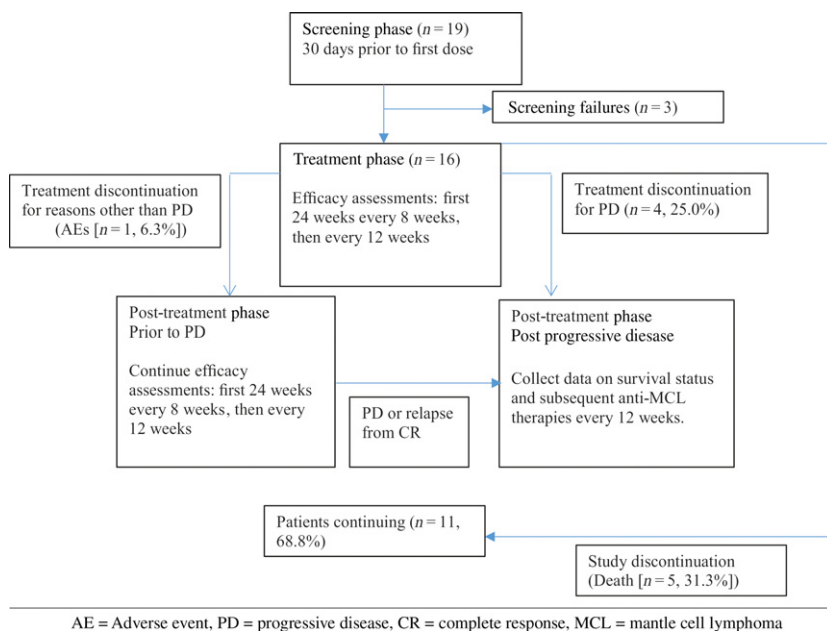 Screening phase (n = 19)
30 days prior to first dose
Screening failures (n = 3)
Treatment phase (n = 16)
Efficacy assessments: first
24 weeks every 8 weeks,
then every 12 weeks
Treatment discontinuation
for reasons other than PD
(AEs [n = 1, 6.3%])
Treatment discontinuation
for PD (n = 4, 25.0%)
Post-treatment phase
Prior to PD
Continue efficacy
assessments: first 24 weeks
every 8 weeks, then every
12 weeks
PD or relapse
from CR
Post-treatment phase
Post progressive diesase
Collect data on survival status
and subsequent anti-MCL
therapies every 12 weeks.
Patients continuing (n = 11,
68.8%)
Study discontinuation
(Death [n = 5, 31.3%])
AE = Adverse event, PD = progressive disease, CR = complete response, MCL = mantle cell lymphoma